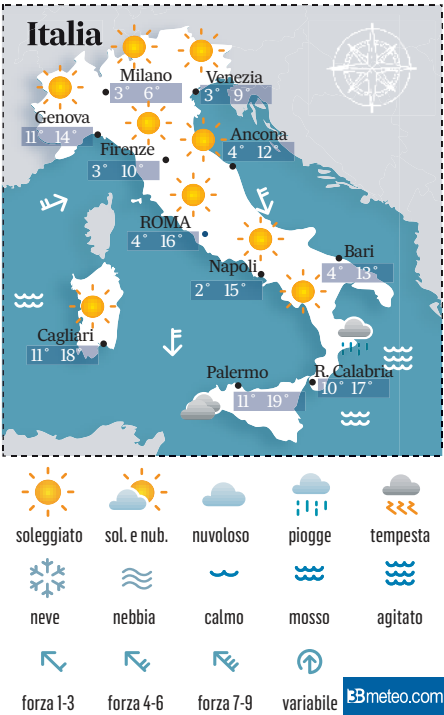 Italia
Milano
3° 6°
Venezia
3° 9°
Genova
11° 14°
Firenze
3° 10°
Ancona
4° 12°
ROMA
4° 16°
Napoli
2° 15°
Bari
4° 13°
Cagliari
11° 18°
Palermo
11° 19°
R. Calabria
10° 17°
soleggiato sol. e nub. nuvoloso piogge tempesta
neve nebbia calmo mosso agitato
forza 1-3 forza 4-6 forza 7-9 variabile
3Bmeteo.com